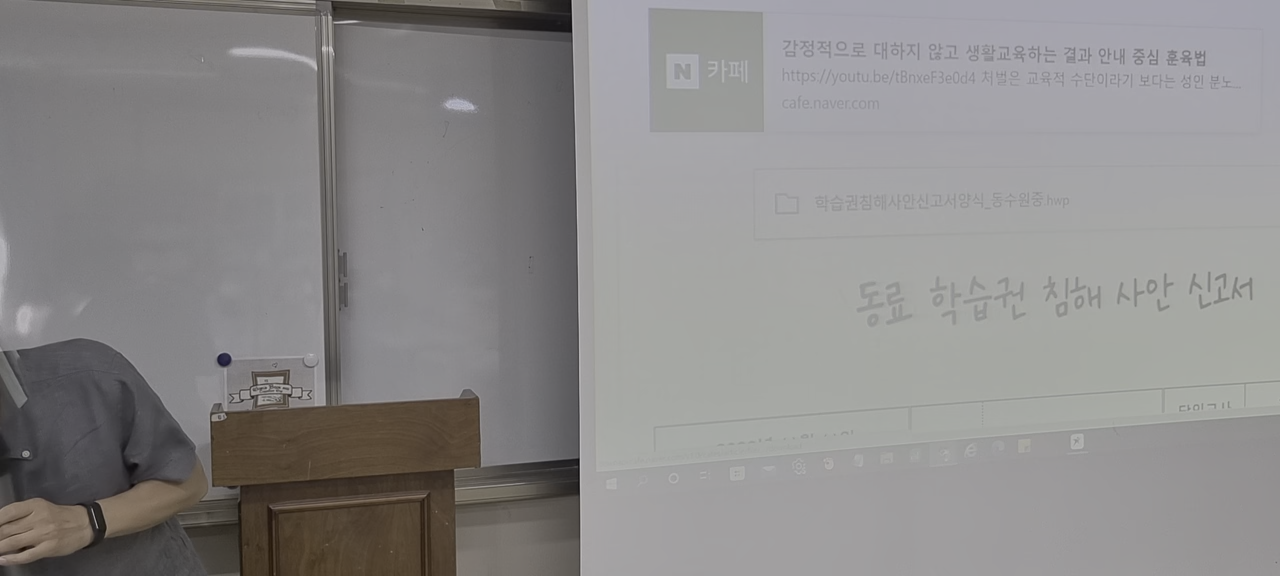 N 카페
감정적으로 대하지 않고 생활교육하는 결과 안내 중심 훈육법
https://youtu.be/tBnxeF3e0d4 처벌은 교육적 수단이라기 보다는 성인 분노...
cafe.naver.com
학습권침해사안신고서양식_동수원중.hwp
동료 학습권 침해 사안 신고서